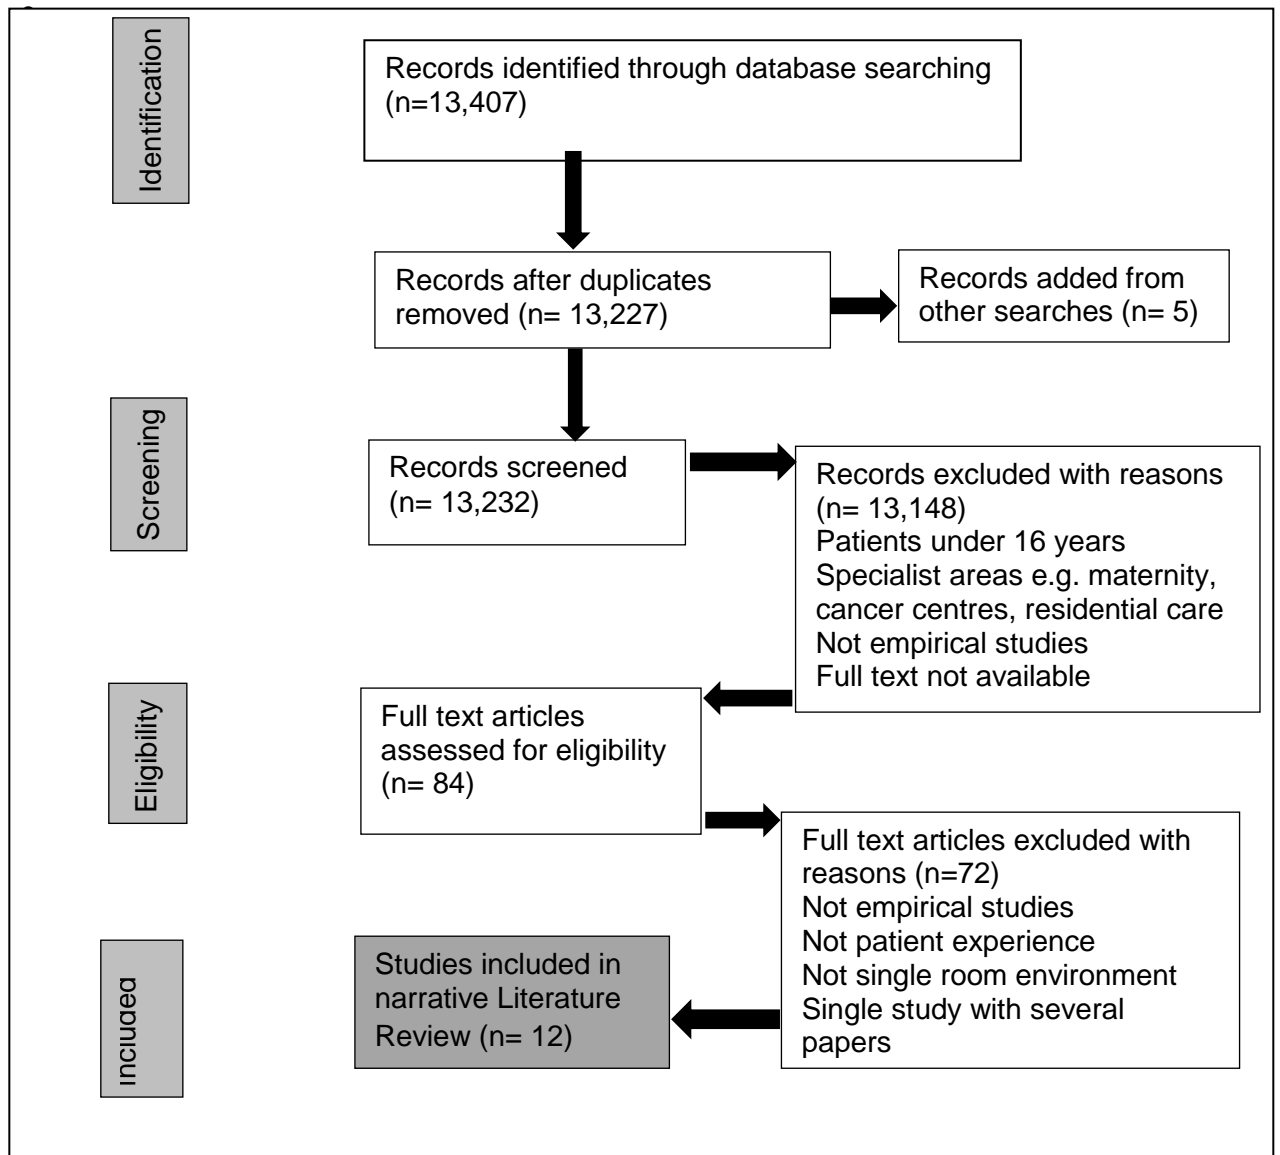 Identification
Records identified through database searching
(n=13,407)
Records after duplicates
removed (n= 13,227)
Records added from
other searches (n= 5)
Screening
Records screened
(n= 13,232)
Records excluded with reasons
(n= 13,148)
Patients under 16 years
Specialist areas e.g. maternity,
cancer centres, residential care
Not empirical studies
Full text not available
Eligibility
Full text articles
assessed for eligibility
(n= 84)
Full text articles excluded with
reasons (n=72)
Not empirical studies
Not patient experience
Not single room environment
Single study with several
papers
Included
Studies included in
narrative Literature
Review (n= 12)